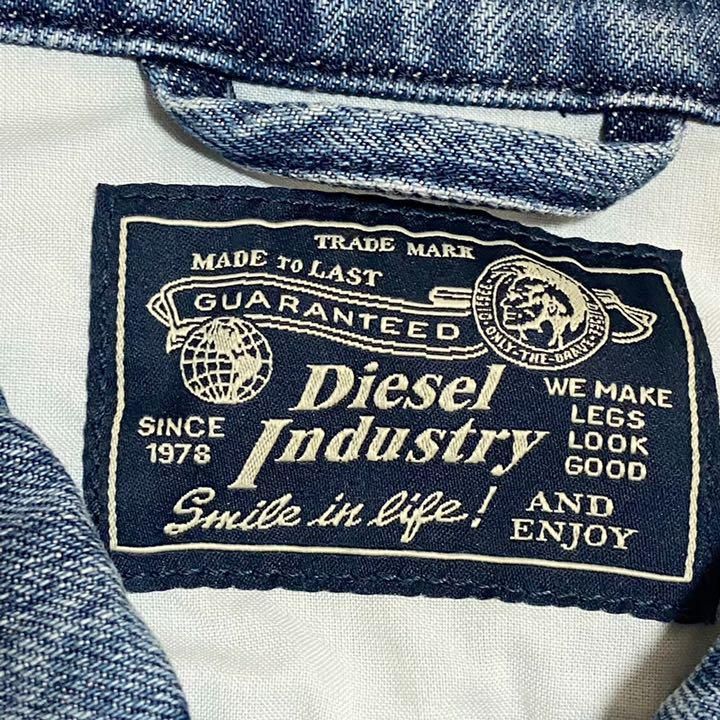 TRADE MARK
MADE TO LAST
GUARANTEED
DIESEL
ONLY-THE-BRAVE
DIESEL
Diesel
Industry
SINCE
1978
WE MAKE
LEGS
LOOK
GOOD
Smile in life!
AND
ENJOY